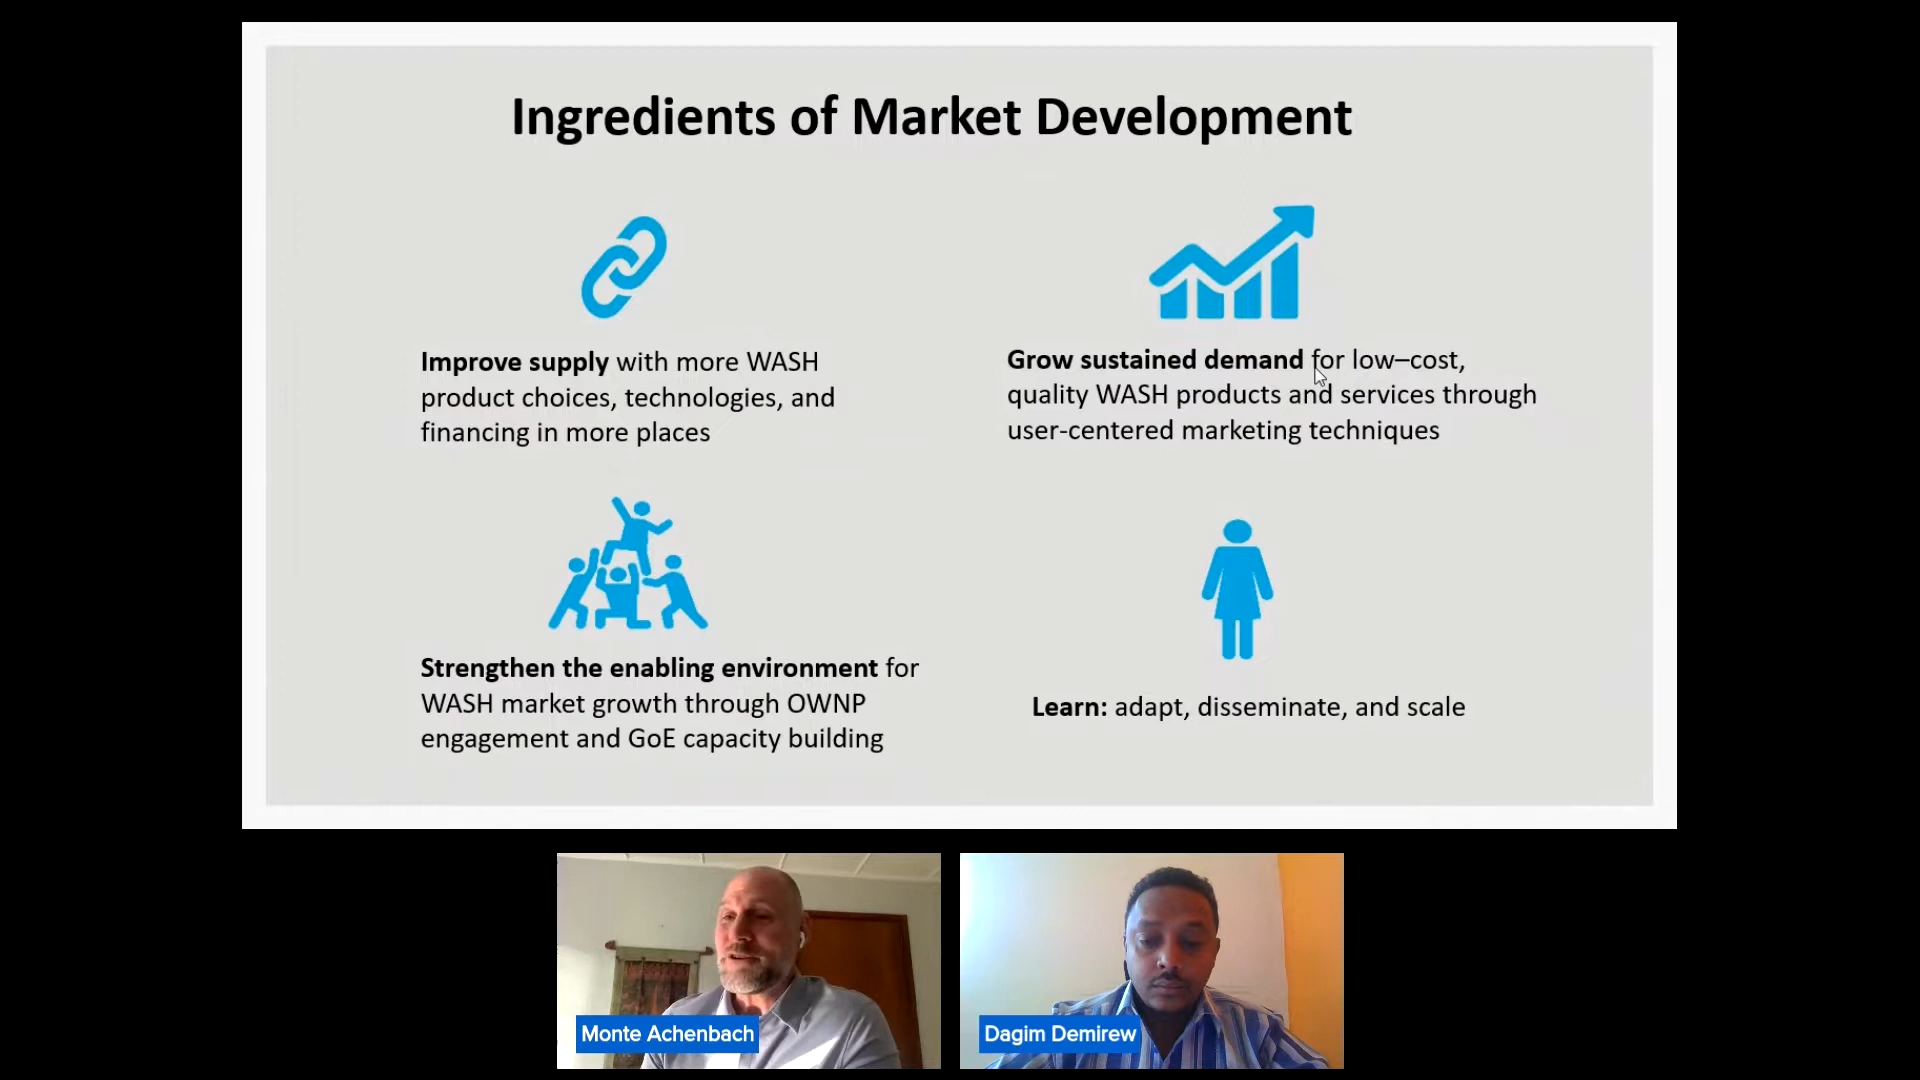 Ingredients of Market Development
Improve supply with more WASH
product choices, technologies, and
financing in more places
Grow sustained demand for low–cost,
quality WASH products and services through
user-centered marketing techniques
Strengthen the enabling environment for
WASH market growth through OWNP
engagement and GoE capacity building
Learn: adapt, disseminate, and scale
Monte Achenbach
Dagim Demirew